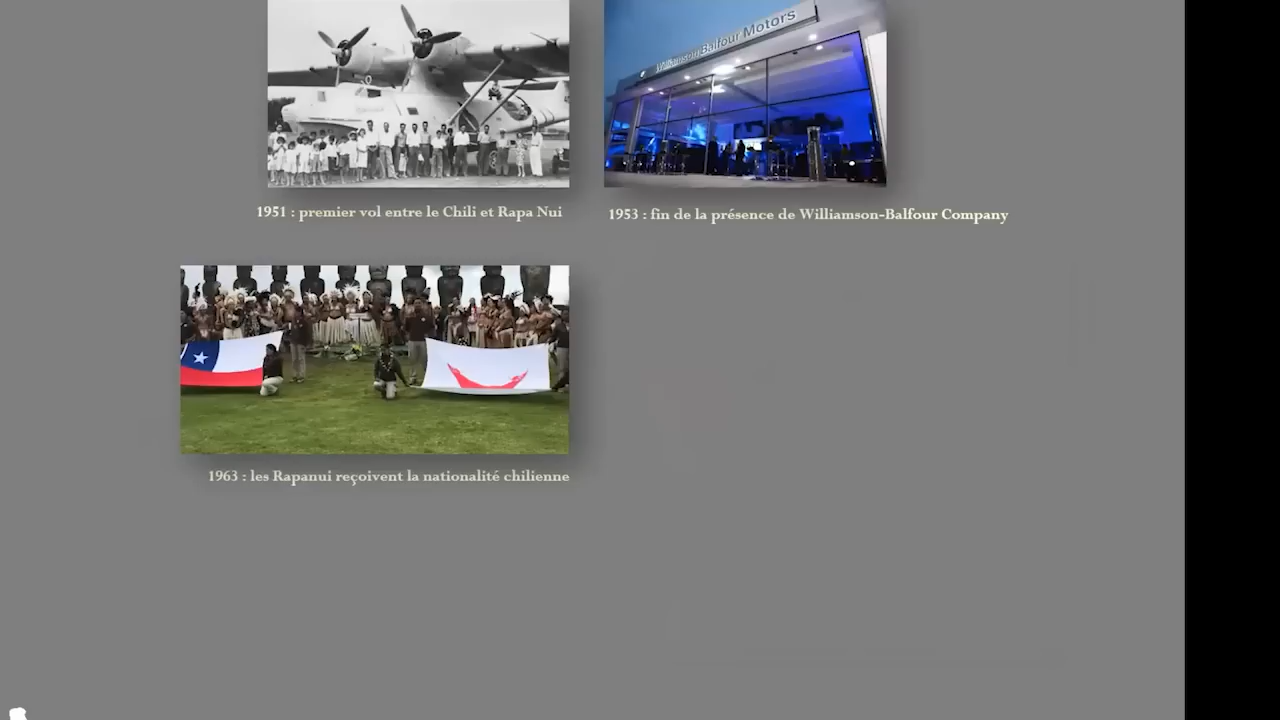 Williamson Balfour Motors
1951 : premier vol entre le Chili et Rapa Nui
1953 : fin de la présence de Williamson-Balfour Company
1963 : les Rapanui reçoivent la nationalité chilienne